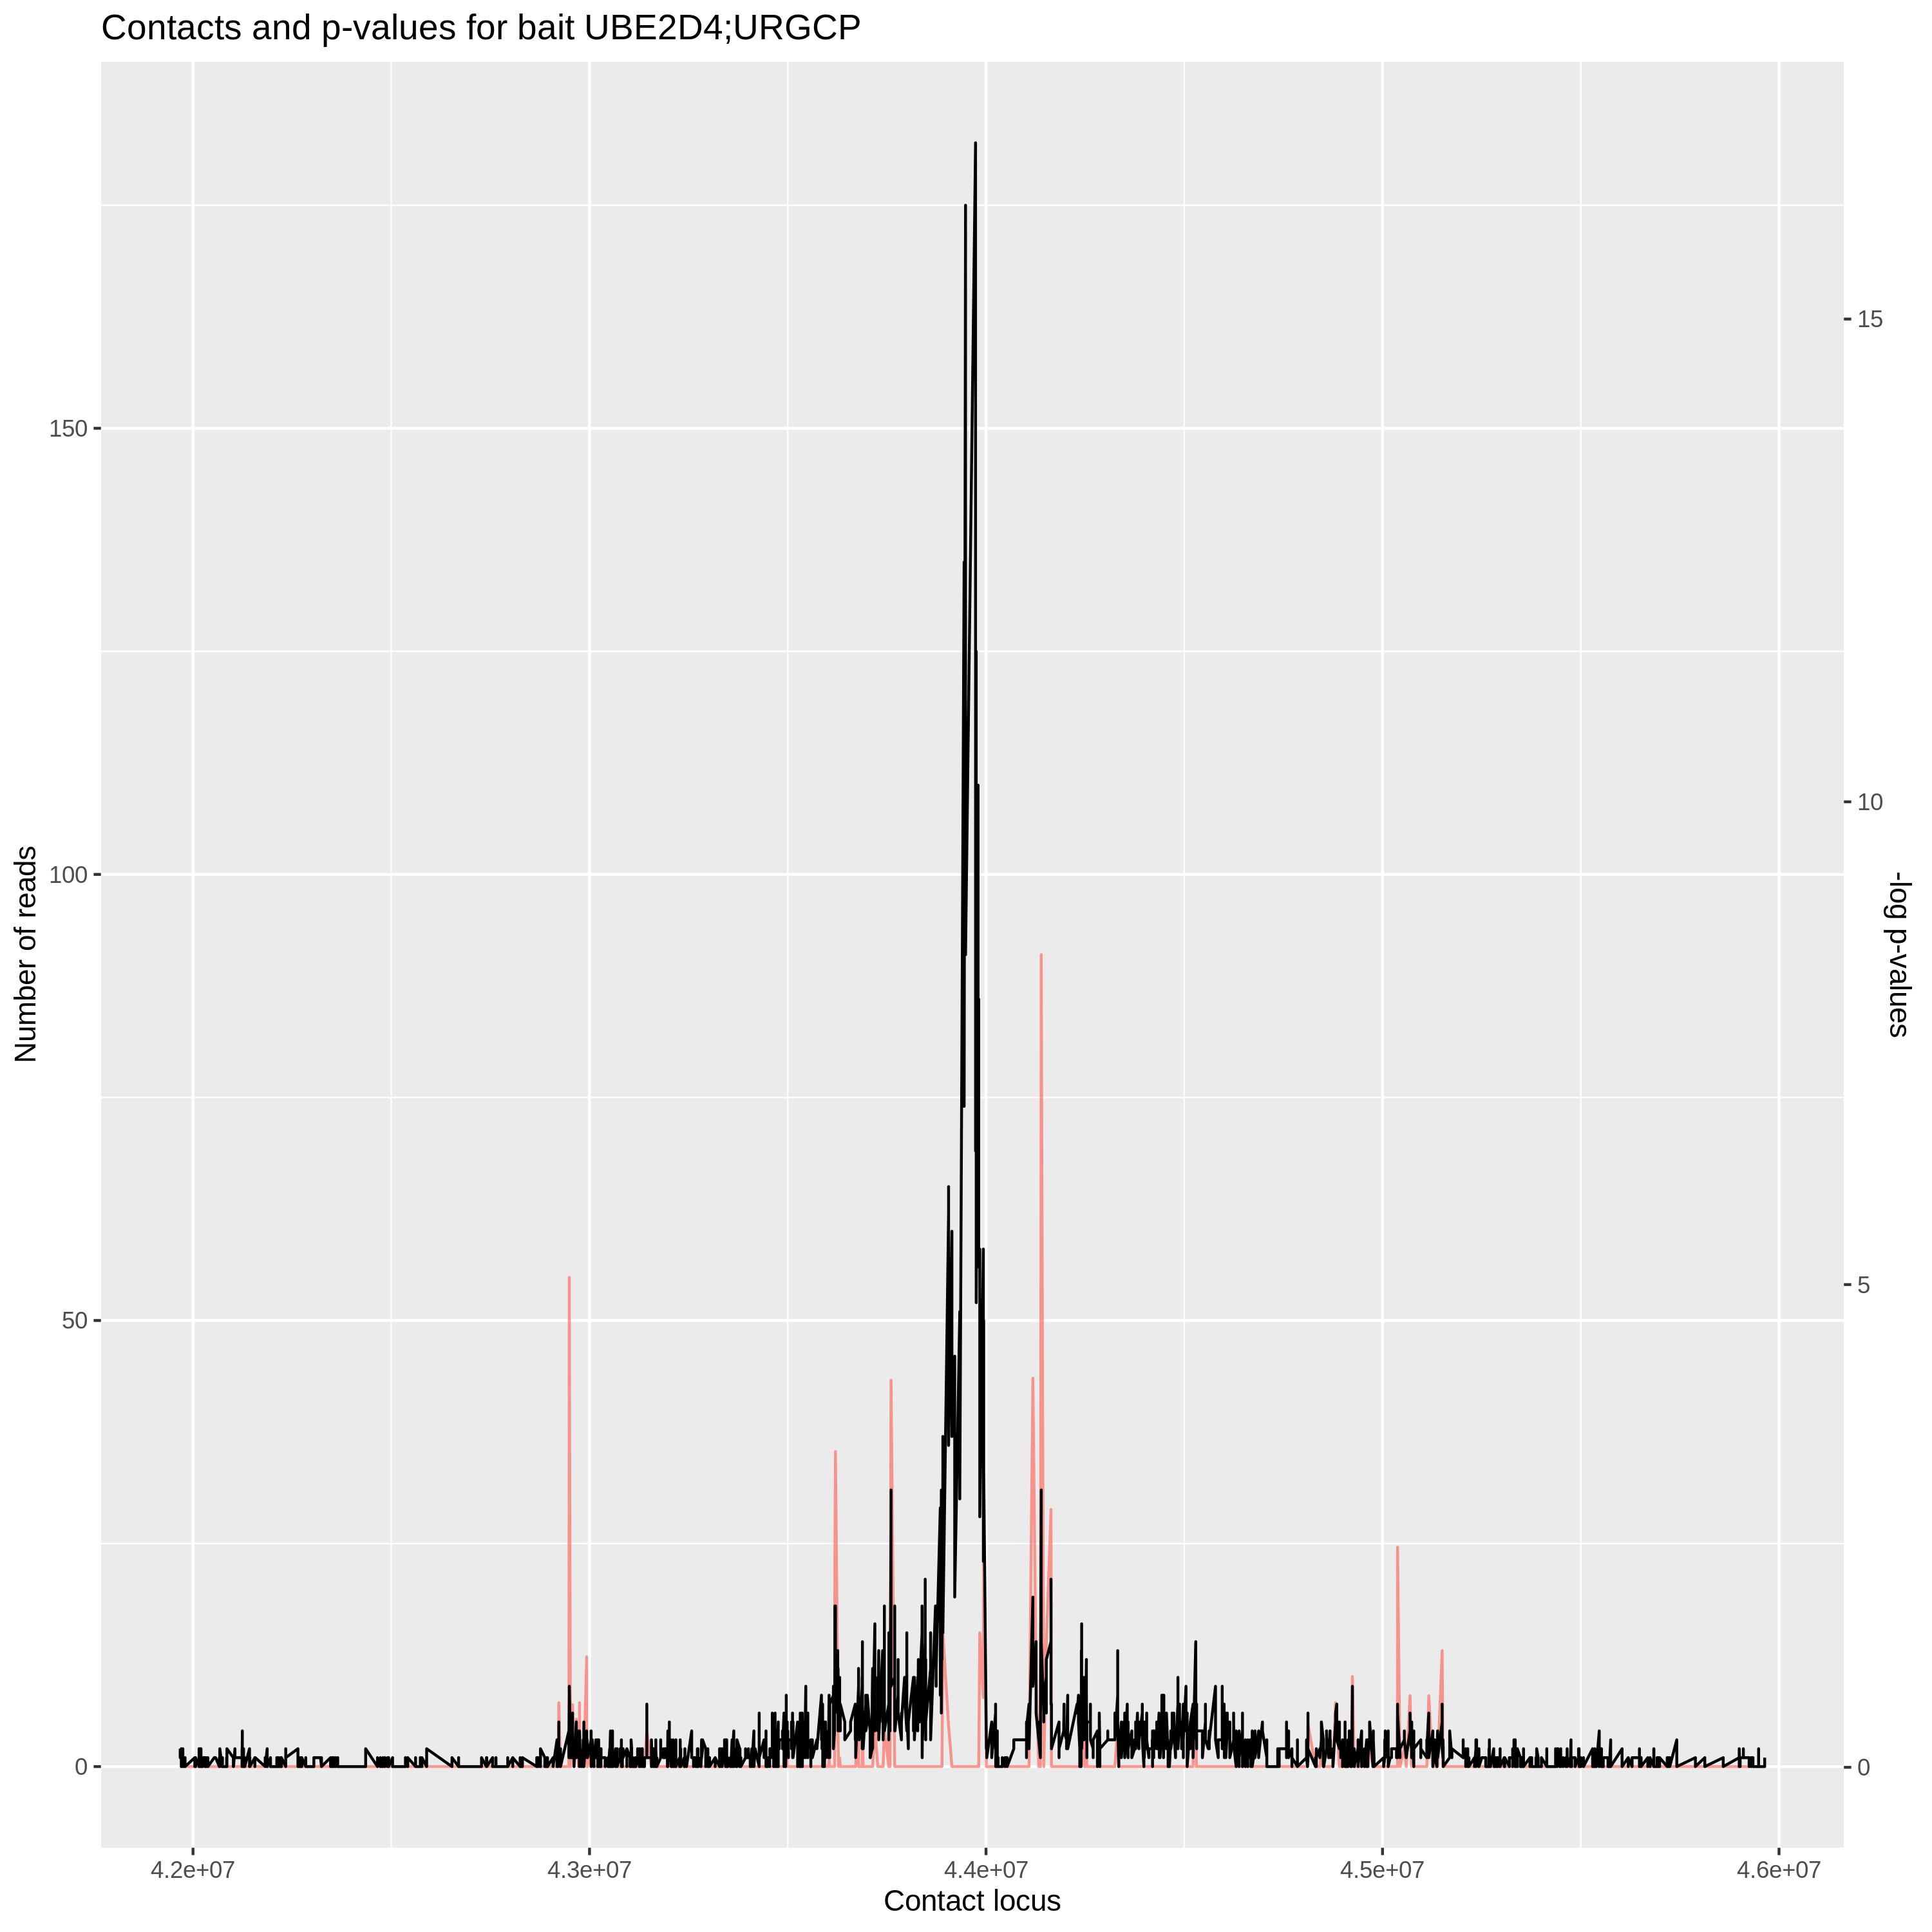 Contacts and p-values for bait UBE2D4;URGCP
Number of reads
150
100
50
0
15
10
5
0
-log p-values
4.2e+07
4.3e+07
4.4e+07
4.5e+07
4.6e+07
Contact locus